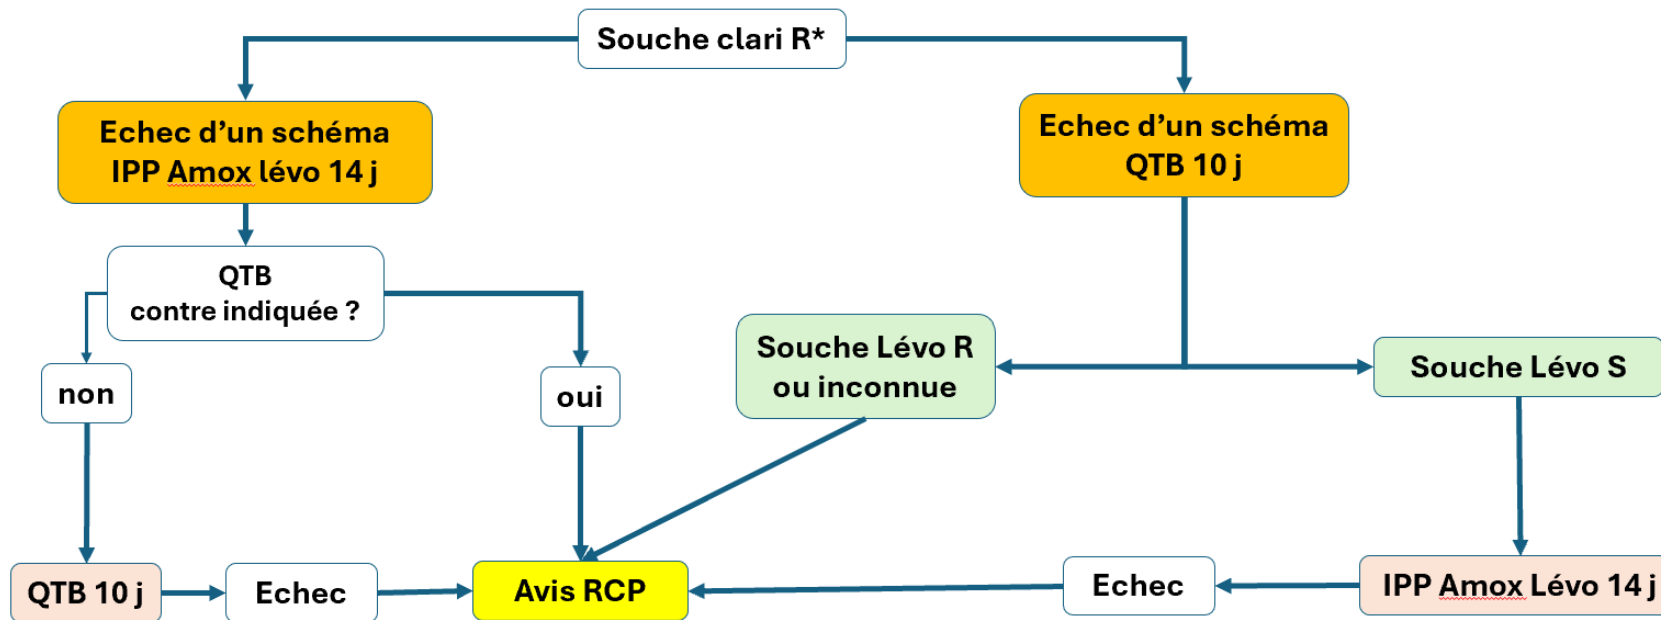 Souche clari R*
Echec d’un schéma
IPP Amox lévo 14 j
Echec d’un schéma
QTB 10 j
QTB
contre indiquée ?
non
oui
Souche Lévo R
ou inconnue
Souche Lévo S
QTB 10 j
Echec
Avis RCP
Echec
IPP Amox Lévo 14 j